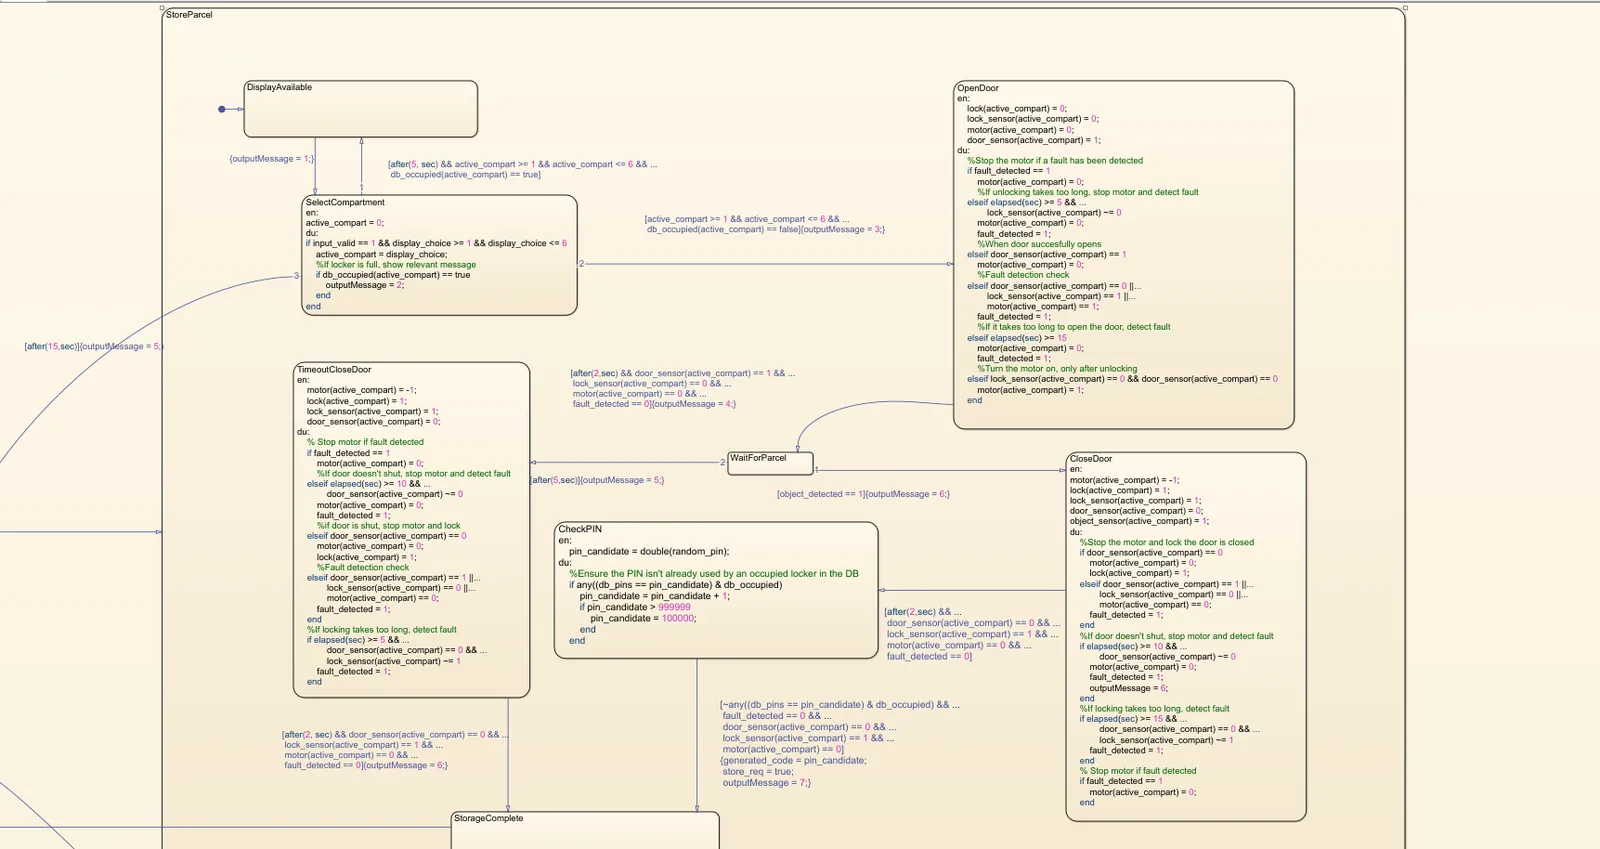 StoreParcel
DisplayAvailable
{outputMessage = 1;}
[after(5, sec) && active_compart >= 1 && active_compart <= 6 && ...
db_occupied(active_compart) == true]
1
SelectCompartment
en:
active_compart = 0;
du:
if input_valid == 1 && display_choice >= 1 && display_choice <= 6
active_compart = display_choice;
%If locker is full, show relevant message
if db_occupied(active_compart) == true
outputMessage = 2;
end
end
3
2
[active_compart >= 1 && active_compart <= 6 && ...
db_occupied(active_compart) == false]{outputMessage = 3;}
[after(15,sec)]{outputMessage = 5;}
OpenDoor
en:
lock(active_compart) = 0;
lock_sensor(active_compart) = 0;
motor(active_compart) = 0;
door_sensor(active_compart) = 1;
du:
%Stop the motor if a fault has been detected
if fault_detected == 1
motor(active_compart) = 0;
%If unlocking takes too long, stop motor and detect fault
elseif elapsed(sec) >= 5 && ...
lock_sensor(active_compart) ~= 0
motor(active_compart) = 0;
fault_detected = 1;
%When door succesfully opens
elseif door_sensor(active_compart) == 1
motor(active_compart) = 0;
%Fault detection check
elseif door_sensor(active_compart) == 0 ||...
lock_sensor(active_compart) == 1 ||...
motor(active_compart) == 1;
fault_detected = 1;
%If it takes too long to open the door, detect fault
elseif elapsed(sec) >= 15
motor(active_compart) = 0;
fault_detected = 1;
%Turn the motor on, only after unlocking
elseif lock_sensor(active_compart) == 0 && door_sensor(active_compart) == 0
motor(active_compart) = 1;
end
[after(2,sec) && door_sensor(active_compart) == 1 && ...
lock_sensor(active_compart) == 0 && ...
motor(active_compart) == 0 && ...
fault_detected == 0]{outputMessage = 4;}
TimeoutCloseDoor
en:
motor(active_compart) = -1;
lock(active_compart) = 1;
lock_sensor(active_compart) = 1;
door_sensor(active_compart) = 0;
du:
% Stop motor if fault detected
if fault_detected == 1
motor(active_compart) = 0;
%If door doesn't shut, stop motor and detect fault
elseif elapsed(sec) >= 10 && ...
door_sensor(active_compart) ~= 0
motor(active_compart) = 0;
fault_detected = 1;
%if door is shut, stop motor and lock
elseif door_sensor(active_compart) == 0
motor(active_compart) = 0;
lock(active_compart) = 1;
%Fault detection check
elseif door_sensor(active_compart) == 1 ||...
lock_sensor(active_compart) == 0 ||...
motor(active_compart) == 0;
fault_detected = 1;
end
%If locking takes too long, detect fault
if elapsed(sec) >= 5 && ...
door_sensor(active_compart) == 0 && ...
lock_sensor(active_compart) ~= 1
fault_detected = 1;
end
WaitForParcel
2
1
[after(5,sec)]{outputMessage = 5;}
[object_detected == 1]{outputMessage = 6;}
CloseDoor
en:
motor(active_compart) = -1;
lock(active_compart) = 1;
lock_sensor(active_compart) = 1;
door_sensor(active_compart) = 0;
object_sensor(active_compart) = 1;
du:
%Stop the motor and lock the door is closed
if door_sensor(active_compart) == 0
motor(active_compart) = 0;
lock(active_compart) = 1;
elseif door_sensor(active_compart) == 1 ||...
lock_sensor(active_compart) == 0 ||...
motor(active_compart) == 0;
fault_detected = 1;
end
%If door doesn't shut, stop motor and detect fault
if elapsed(sec) >= 10 && ...
door_sensor(active_compart) ~= 0
motor(active_compart) = 0;
fault_detected = 1;
outputMessage = 6;
end
%If locking takes too long, detect fault
if elapsed(sec) >= 15 && ...
door_sensor(active_compart) == 0 && ...
lock_sensor(active_compart) ~= 1
fault_detected = 1;
end
% Stop motor if fault detected
if fault_detected == 1
motor(active_compart) = 0;
end
CheckPIN
en:
pin_candidate = double(random_pin);
du:
%Ensure the PIN isn't already used by an occupied locker in the DB
if any((db_pins == pin_candidate) & db_occupied)
pin_candidate = pin_candidate + 1;
if pin_candidate > 999999
pin_candidate = 100000;
end
end
[after(2,sec) && ...
door_sensor(active_compart) == 0 && ...
lock_sensor(active_compart) == 1 && ...
motor(active_compart) == 0 && ...
fault_detected == 0]
[~any((db_pins == pin_candidate) & db_occupied) && ...
fault_detected == 0 && ...
door_sensor(active_compart) == 0 && ...
lock_sensor(active_compart) == 1 && ...
motor(active_compart) == 0]
{generated_code = pin_candidate;
store_req = true;
outputMessage = 7;}
[after(2, sec) && door_sensor(active_compart) == 0 && ...
lock_sensor(active_compart) == 1 && ...
motor(active_compart) == 0 && ...
fault_detected == 0]{outputMessage = 6;}
StorageComplete